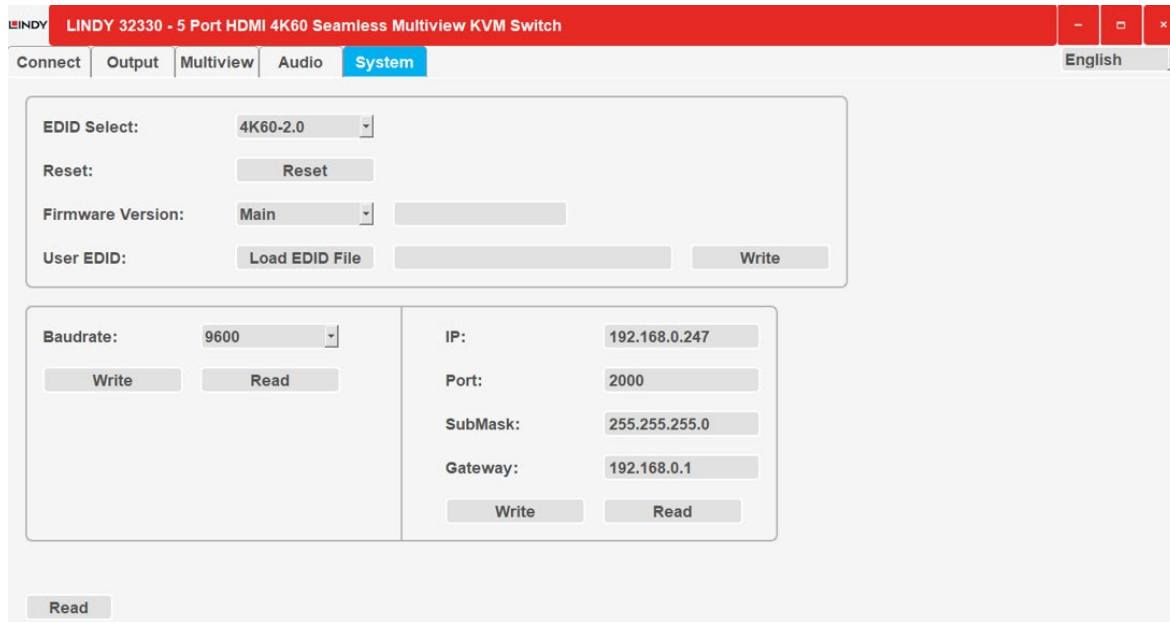 LINDY LINDY 32330 - 5 Port HDMI 4K60 Seamless Multiview KVM Switch
Connect Output Multiview Audio System English
EDID Select: 4K60-2.0
Reset: Reset
Firmware Version: Main
User EDID: Load EDID File Write
Baudrate: 9600 IP: 192.168.0.247
Write Read Port: 2000
SubMask: 255.255.255.0
Gateway: 192.168.0.1
Write Read
Read